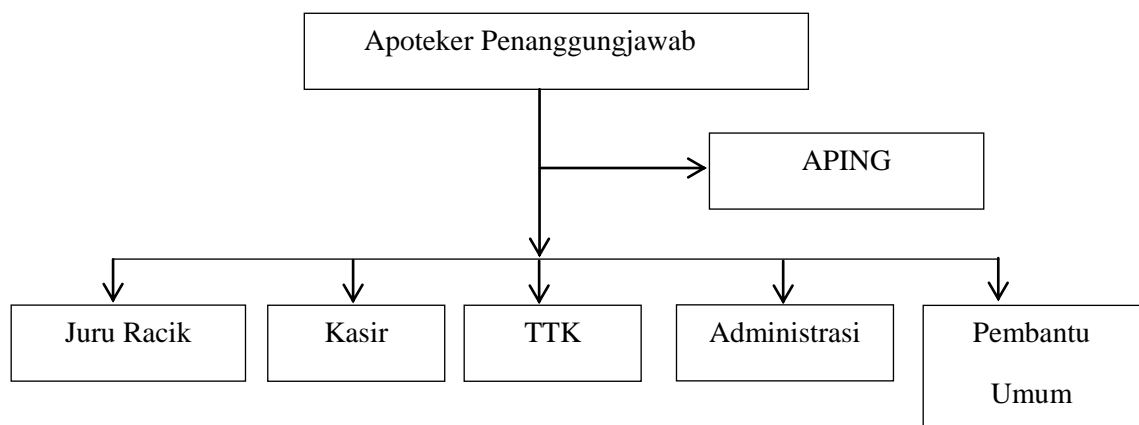 Apoteker Penanggungjawab
APING
Juru Racik
Kasir
TTK
Administrasi
Pembantu
Umum